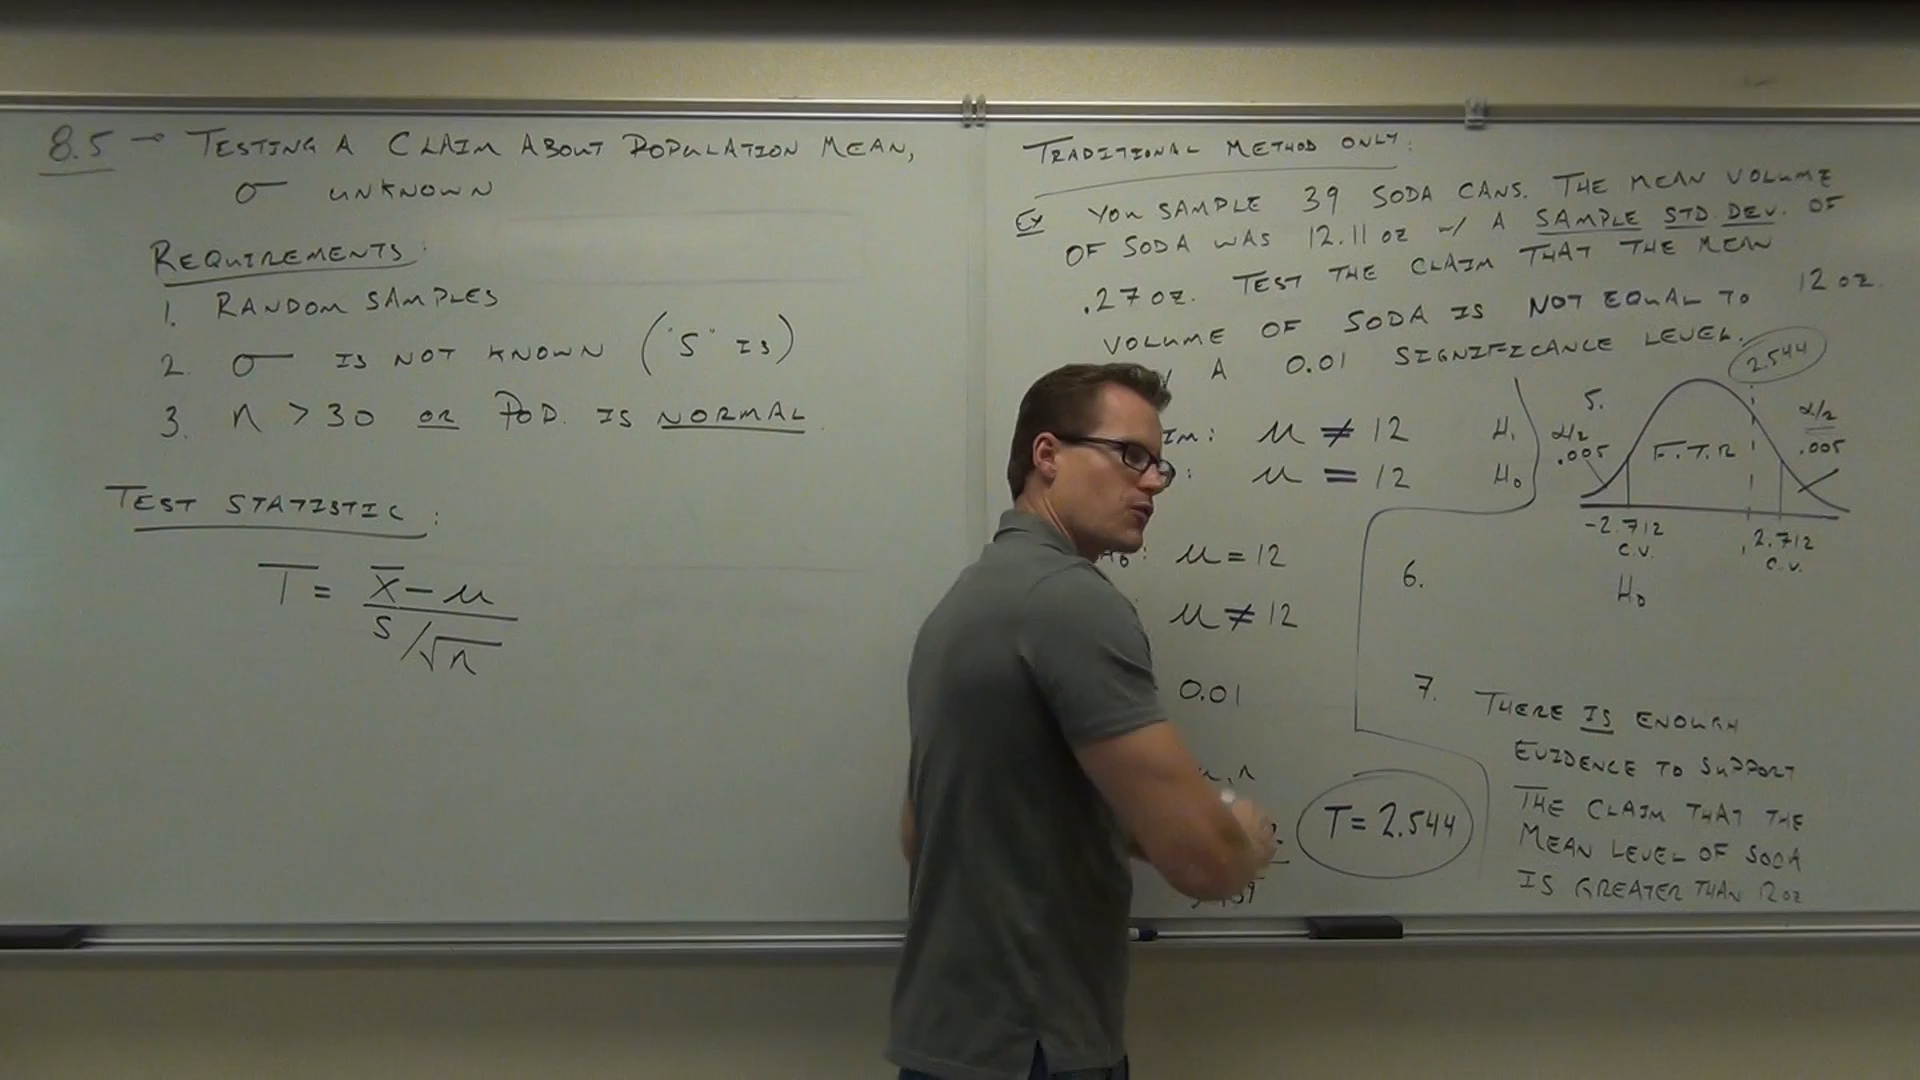 8.5 → TESTING A CLAIM ABOUT POPULATION MEAN,
σ UNKNOWN
REQUIREMENTS:
1. RANDOM SAMPLES
2. σ IS NOT KNOWN ("S" IS)
3. n > 30 OR POP. IS NORMAL
TEST STATISTIC:
T = x̄ - μ
S/√n
TRADITIONAL METHOD ONLY:
EX YOU SAMPLE 39 SODA CANS. THE MEAN VOLUME
OF SODA WAS 12.11 OZ w/ A SAMPLE STD. DEV. OF
.27 OZ. TEST THE CLAIM THAT THE MEAN
VOLUME OF SODA IS NOT EQUAL TO 12 OZ.
A 0.01 SIGNIFICANCE LEVEL.
: μ ≠ 12 H₁
: μ = 12 H₀
H₀: μ = 12
μ ≠ 12
0.01
, n
T = 2.544
5.
2.544
α/2
.005
F.T.R
α/2
.005
-2.712
C.V.
2.712
C.V.
6.
H₀
7. THERE IS ENOUGH
EVIDENCE TO SUPPORT
THE CLAIM THAT THE
MEAN LEVEL OF SODA
IS GREATER THAN 12 OZ